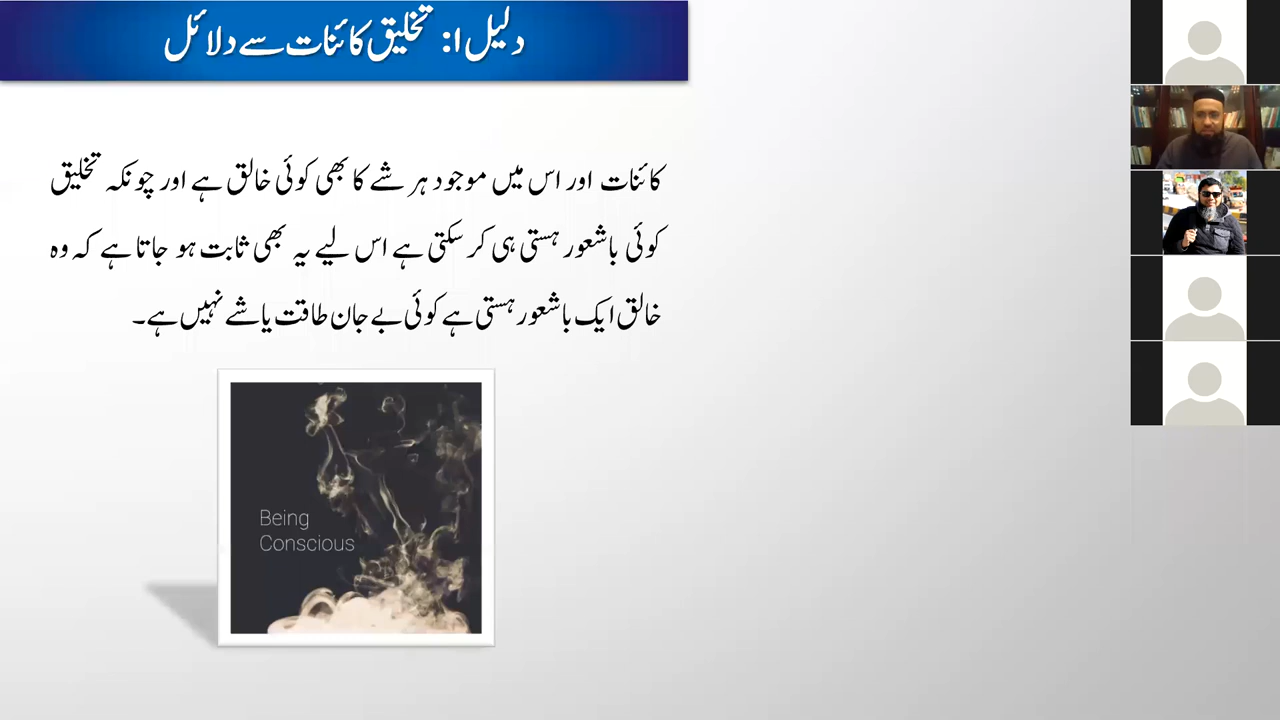 دلیل ۱: تخلیق کائنات سے دلائل
کائنات اور اس میں موجود ہر شے کا بھی کوئی خالق ہے اور چونکہ تخلیق
کوئی باشعور ہستی ہی کر سکتی ہے اس لیے یہ بھی ثابت ہو جاتا ہے کہ وہ
خالق ایک باشعور ہستی ہے کوئی بے جان طاقت یا شے نہیں ہے۔
Being
Conscious